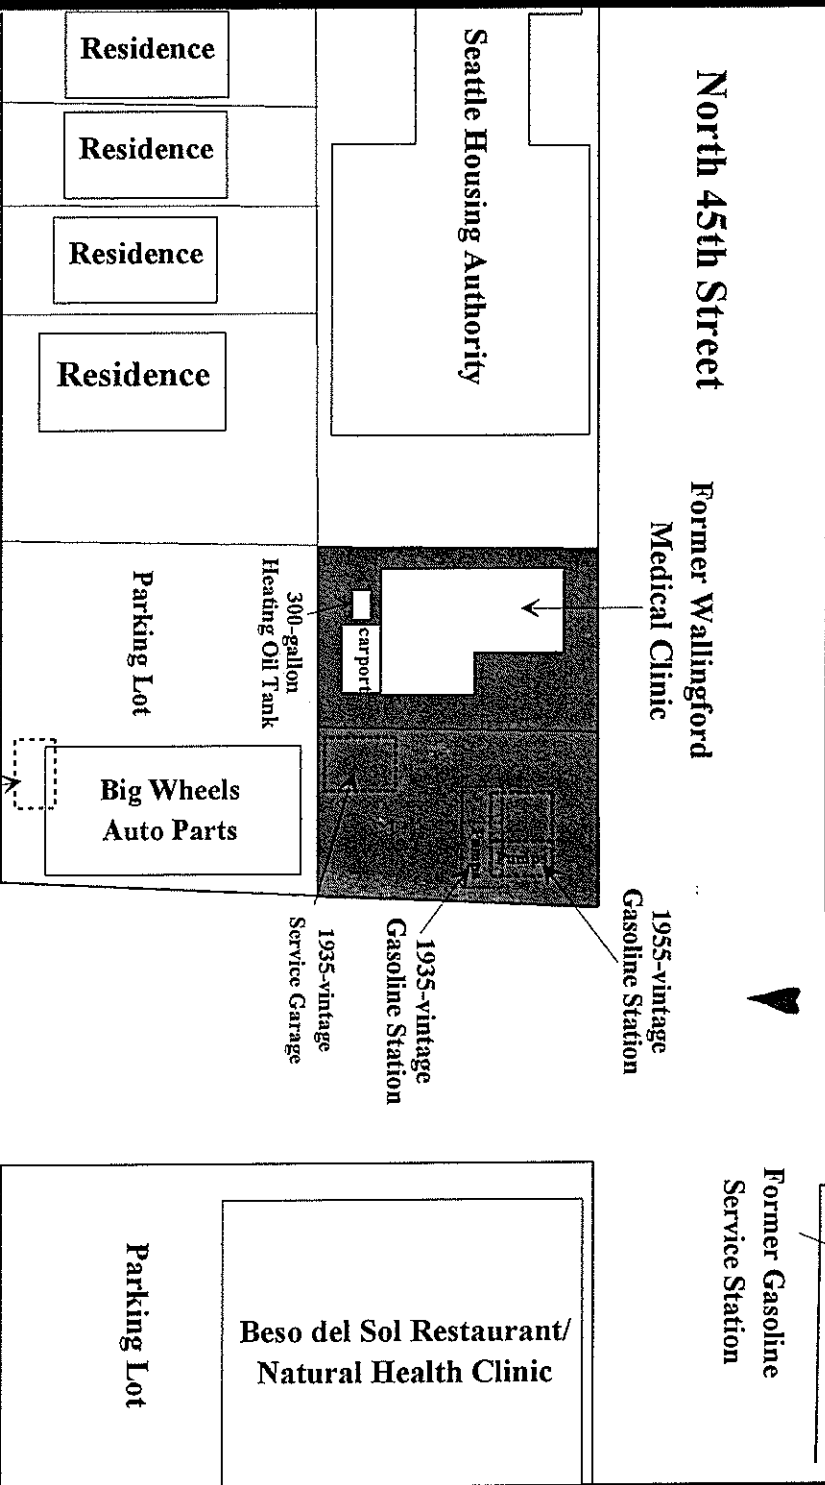 Residence
Residence
Residence
Residence
Seattle Housing Authority
North 45th Street
Former Wallingford
Medical Clinic
300-gallon
Heating Oil Tank
carport
Parking Lot
Big Wheels
Auto Parts
1955-vintage
Gasoline Station
1935-vintage
Gasoline Station
1935-vintage
Service Garage
Former Gasoline
Service Station
Beso del Sol Restaurant/
Natural Health Clinic
Parking Lot